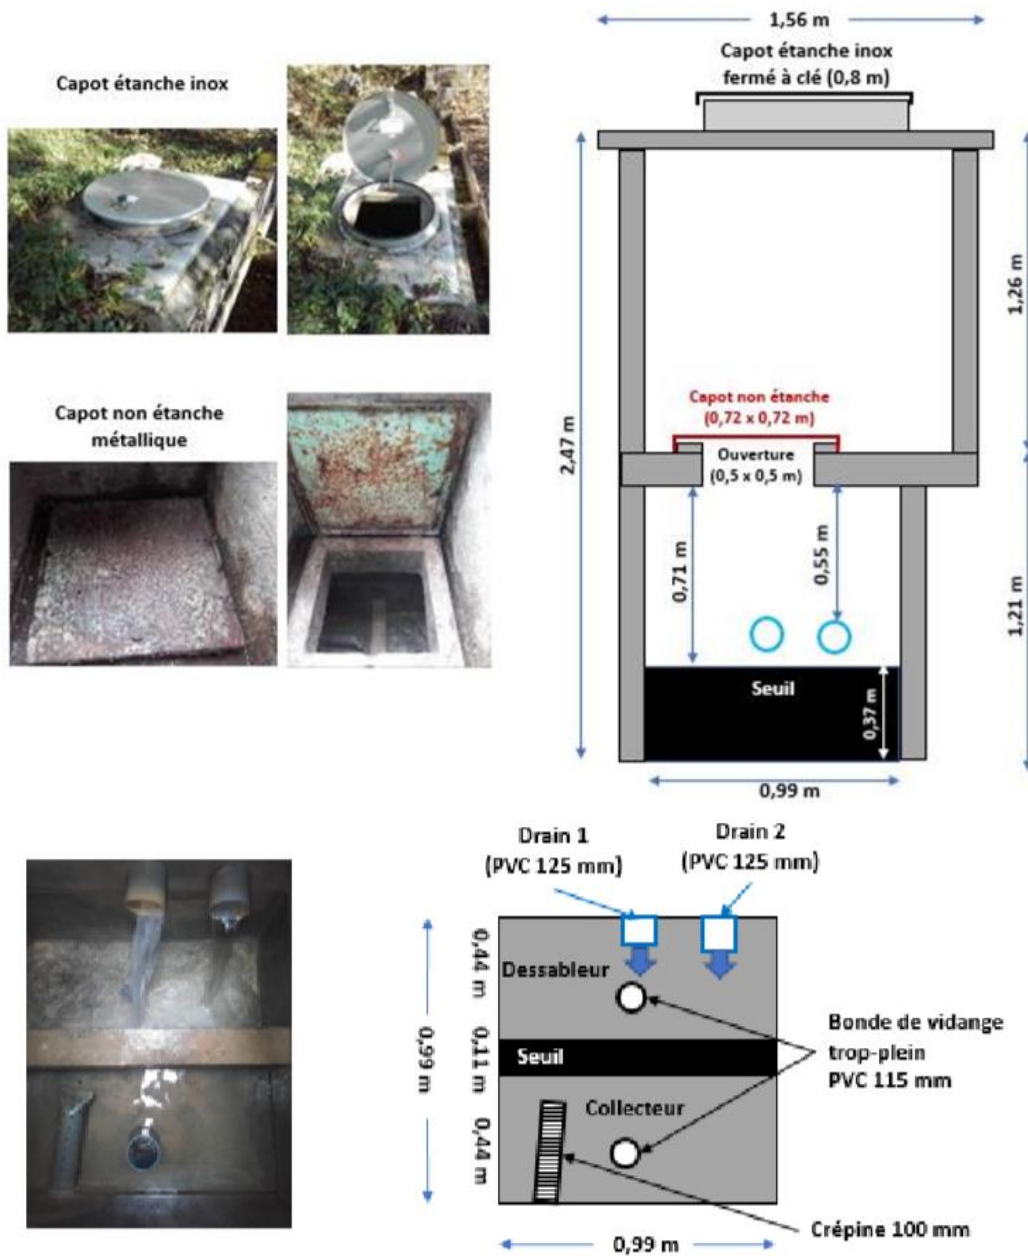 Capot étanche inox
Capot non étanche
métallique
1,56 m
Capot étanche inox
fermé à clé (0,8 m)
2,47 m
1,26 m
Capot non étanche
(0,72 x 0,72 m)
Ouverture
(0,5 x 0,5 m)
0,71 m
0,55 m
1,21 m
Seuil
0,37 m
0,99 m
Drain 1
(PVC 125 mm)
Drain 2
(PVC 125 mm)
0,99 m
0,44 m
0,11 m
0,44 m
Dessableur
Seuil
Collecteur
Bonde de vidange
trop-plein
PVC 115 mm
Crépine 100 mm
0,99 m